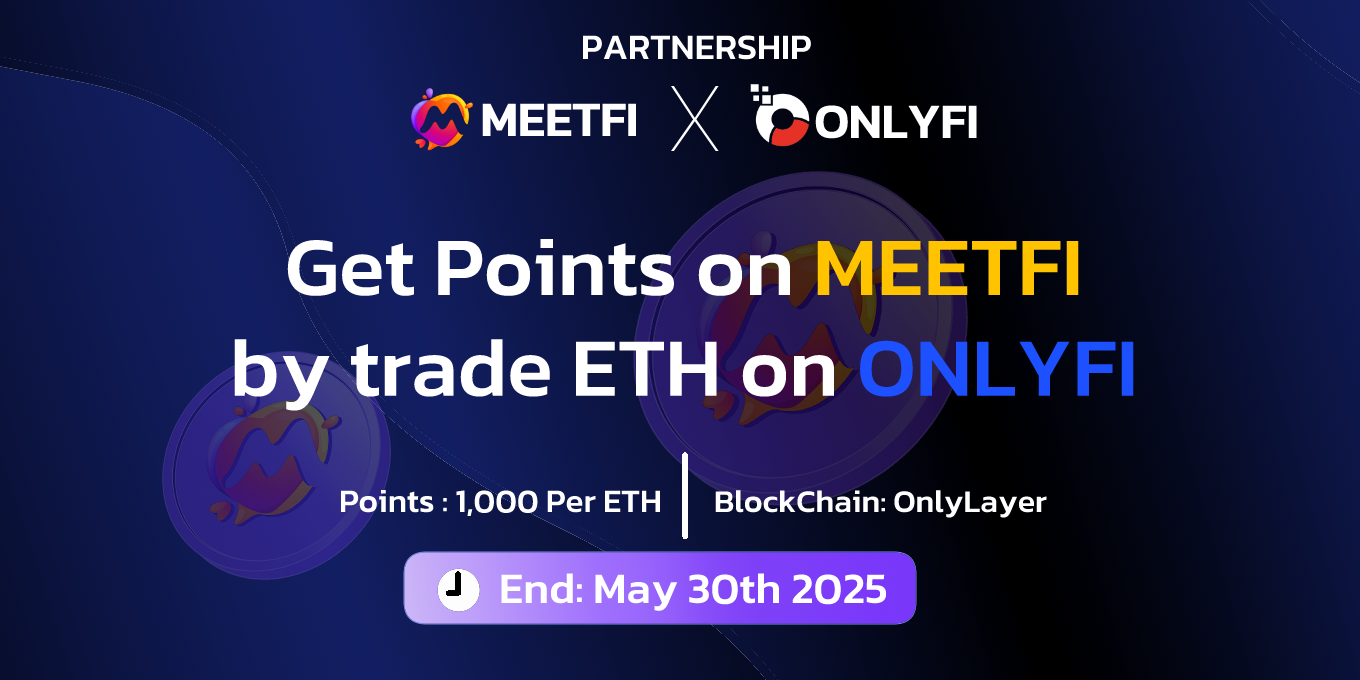 PARTNERSHIP
MEETFI X ONLYFI
Get Points on MEETFI
by trade ETH on ONLYFI
Points : 1,000 Per ETH
BlockChain: OnlyLayer
End: May 30th 2025